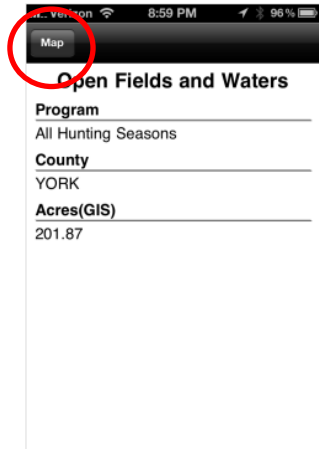 Verizon 8:59 PM 96%
Map
Open Fields and Waters
Program
All Hunting Seasons
County
YORK
Acres(GIS)
201.87